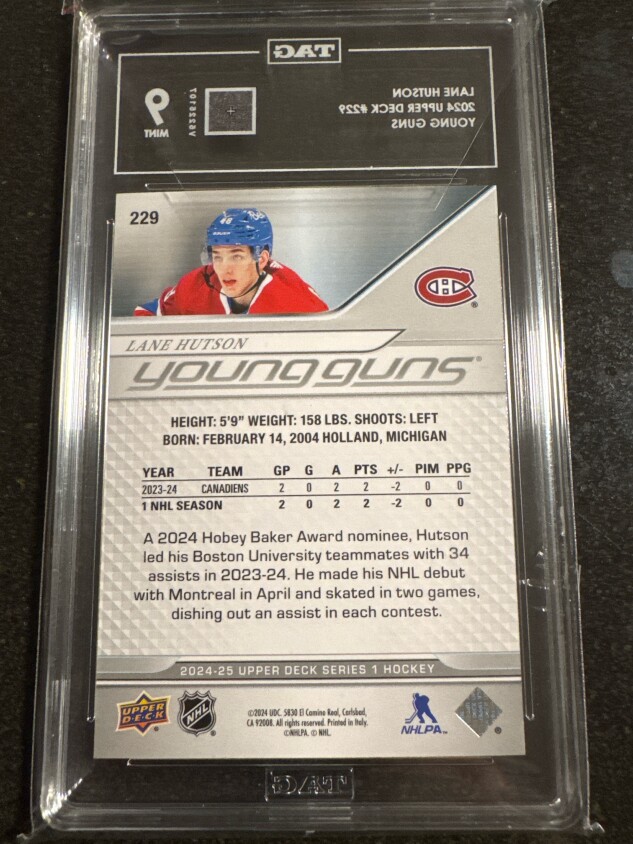 TAG
LANE HUTSON
2024 UPPER DECK #229
YOUNG GUNS
V6226107
9
MINT
229
48
LANE HUTSON
young guns®
HEIGHT: 5'9" WEIGHT: 158 LBS. SHOOTS: LEFT
BORN: FEBRUARY 14, 2004 HOLLAND, MICHIGAN
YEAR TEAM GP G A PTS +/- PIM PPG
2023-24 CANADIENS 2 0 2 2 -2 0 0
1 NHL SEASON 2 0 2 2 -2 0 0
A 2024 Hobey Baker Award nominee, Hutson
led his Boston University teammates with 34
assists in 2023-24. He made his NHL debut
with Montreal in April and skated in two games,
dishing out an assist in each contest.
2024-25 UPPER DECK SERIES 1 HOCKEY
UPPER
DECK
NHL
©2024 UDC. 5830 El Camino Real, Carlsbad,
CA 92008. All rights reserved. Printed in Italy.
©NHLPA. © NHL.
NHLPA™
TAG